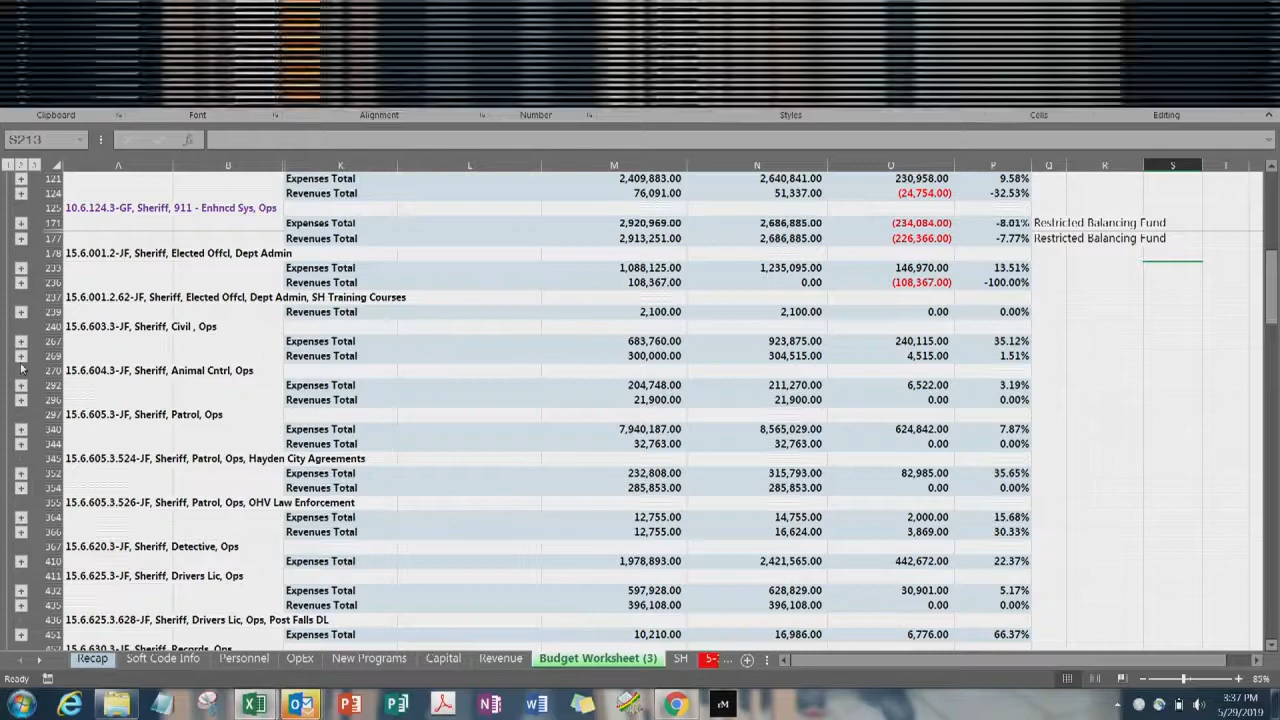 Clipboard Font Alignment Number Styles Cells Editing
S213 fx
1 2 3 A B K L M N O P Q R S T
121 Expenses Total 2,409,883.00 2,640,841.00 230,958.00 9.58%
124 Revenues Total 76,091.00 51,337.00 (24,754.00) -32.53%
125 10.6.124.3-GF, Sheriff, 911 - Enhncd Sys, Ops
171 Expenses Total 2,920,969.00 2,686,885.00 (234,084.00) -8.01% Restricted Balancing Fund
177 Revenues Total 2,913,251.00 2,686,885.00 (226,366.00) -7.77% Restricted Balancing Fund
178 15.6.001.2-JF, Sheriff, Elected Offcl, Dept Admin
233 Expenses Total 1,088,125.00 1,235,095.00 146,970.00 13.51%
236 Revenues Total 108,367.00 0.00 (108,367.00) -100.00%
237 15.6.001.2.62-JF, Sheriff, Elected Offcl, Dept Admin, SH Training Courses
239 Revenues Total 2,100.00 2,100.00 0.00 0.00%
240 15.6.603.3-JF, Sheriff, Civil , Ops
267 Expenses Total 683,760.00 923,875.00 240,115.00 35.12%
269 Revenues Total 300,000.00 304,515.00 4,515.00 1.51%
270 15.6.604.3-JF, Sheriff, Animal Cntrl, Ops
292 Expenses Total 204,748.00 211,270.00 6,522.00 3.19%
296 Revenues Total 21,900.00 21,900.00 0.00 0.00%
297 15.6.605.3-JF, Sheriff, Patrol, Ops
340 Expenses Total 7,940,187.00 8,565,029.00 624,842.00 7.87%
344 Revenues Total 32,763.00 32,763.00 0.00 0.00%
345 15.6.605.3.524-JF, Sheriff, Patrol, Ops, Hayden City Agreements
352 Expenses Total 232,808.00 315,793.00 82,985.00 35.65%
354 Revenues Total 285,853.00 285,853.00 0.00 0.00%
355 15.6.605.3.526-JF, Sheriff, Patrol, Ops, OHV Law Enforcement
364 Expenses Total 12,755.00 14,755.00 2,000.00 15.68%
366 Revenues Total 12,755.00 16,624.00 3,869.00 30.33%
367 15.6.620.3-JF, Sheriff, Detective, Ops
410 Expenses Total 1,978,893.00 2,421,565.00 442,672.00 22.37%
411 15.6.625.3-JF, Sheriff, Drivers Lic, Ops
432 Expenses Total 597,928.00 628,829.00 30,901.00 5.17%
435 Revenues Total 396,108.00 396,108.00 0.00 0.00%
436 15.6.625.3.628-JF, Sheriff, Drivers Lic, Ops, Post Falls DL
451 Expenses Total 10,210.00 16,986.00 6,776.00 66.37%
15.6.630.3-JF, Sheriff, Records, Ops
Recap Soft Code Info Personnel OpEx New Programs Capital Revenue Budget Worksheet (3) SH 5- ...
Ready 85%
3:37 PM
5/29/2019